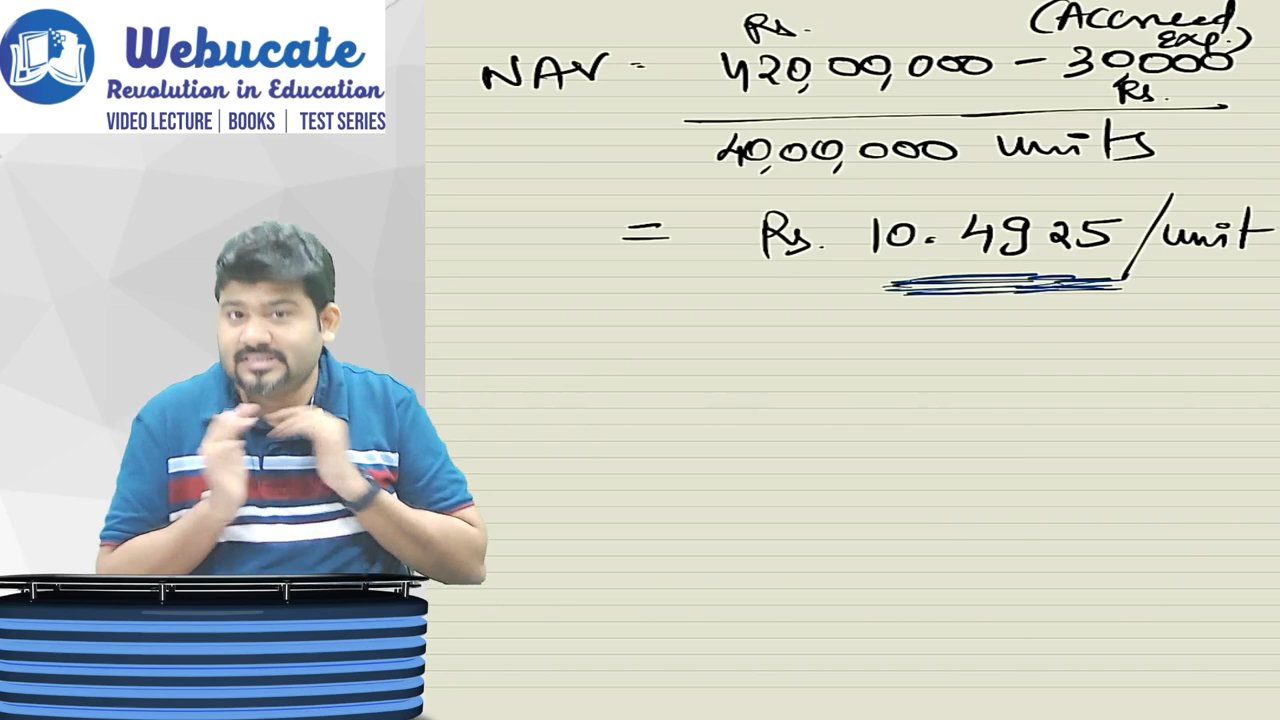 Webucate
Revolution in Education
VIDEO LECTURE | BOOKS | TEST SERIES
Rs. (Accrued Exp.)
NAV = 420,00,000 - 30000
Rs.
40,00,000 units
= Rs. 10.4925/unit